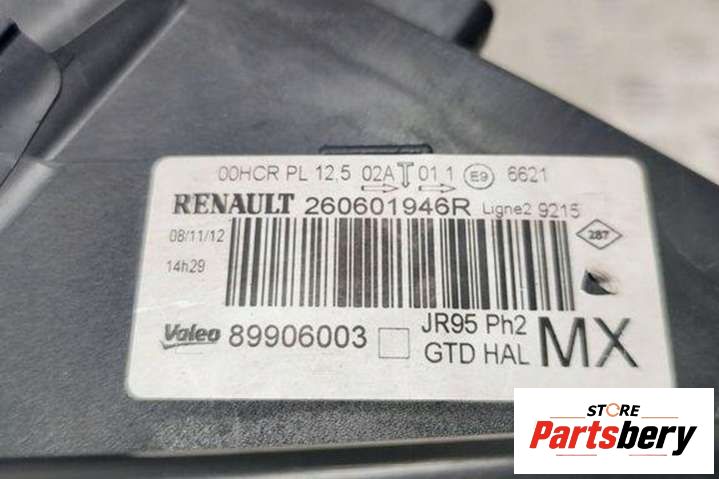 00HCR PL 12,5 02A 01,1 E9 6621
RENAULT 260601946R Ligne2 9215
08/11/12
287
14h29
Valeo 89906003
JR95 Ph2
GTD HAL
MX
STORE
Partsbery